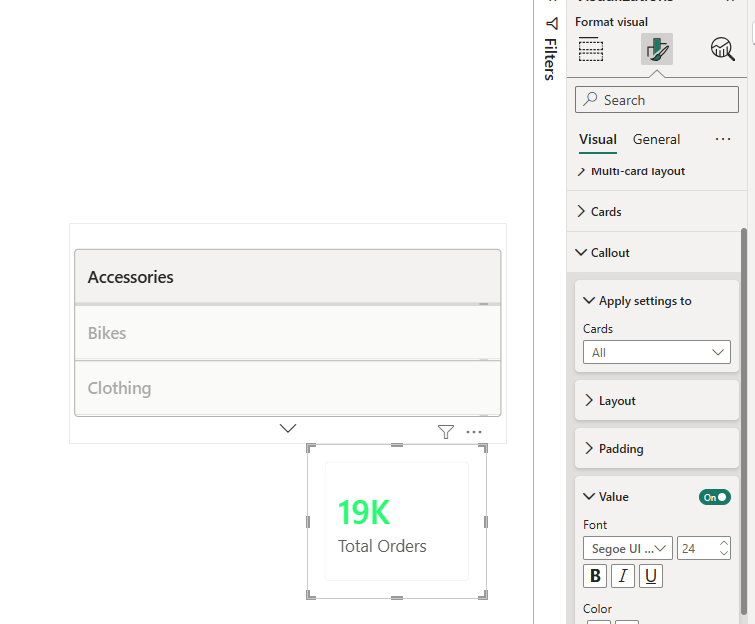 Format visual
Filters
Search
Visual
General
Multi-card layout
Cards
Callout
Apply settings to
Cards
All
Layout
Padding
Value
On
Font
Segoe UI ...
24
B
I
U
Color
Accessories
Bikes
Clothing
19K
Total Orders